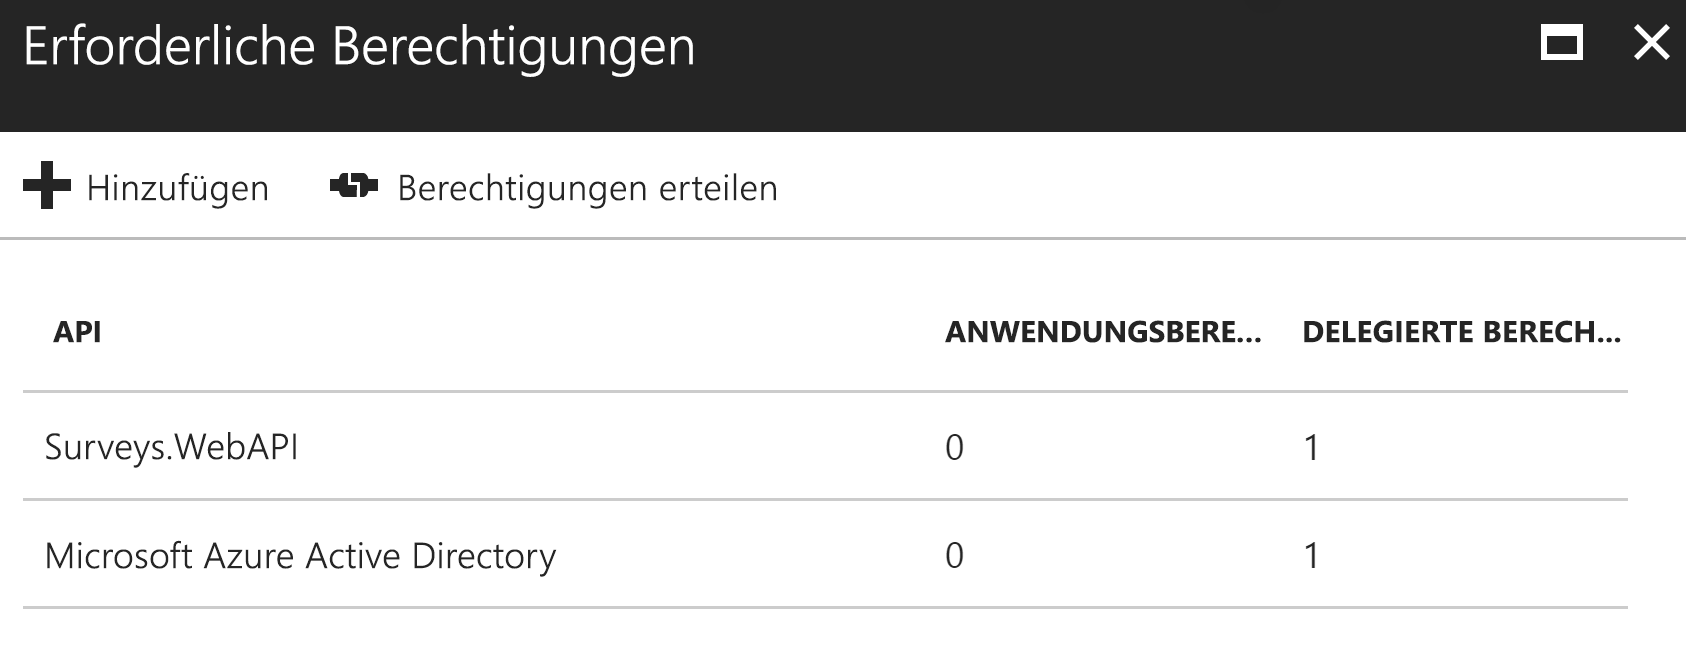 Erforderliche Berechtigungen
Hinzufügen Berechtigungen erteilen
API ANWENDUNGSBERE... DELEGIERTE BERECH...
Surveys.WebAPI 0 1
Microsoft Azure Active Directory 0 1